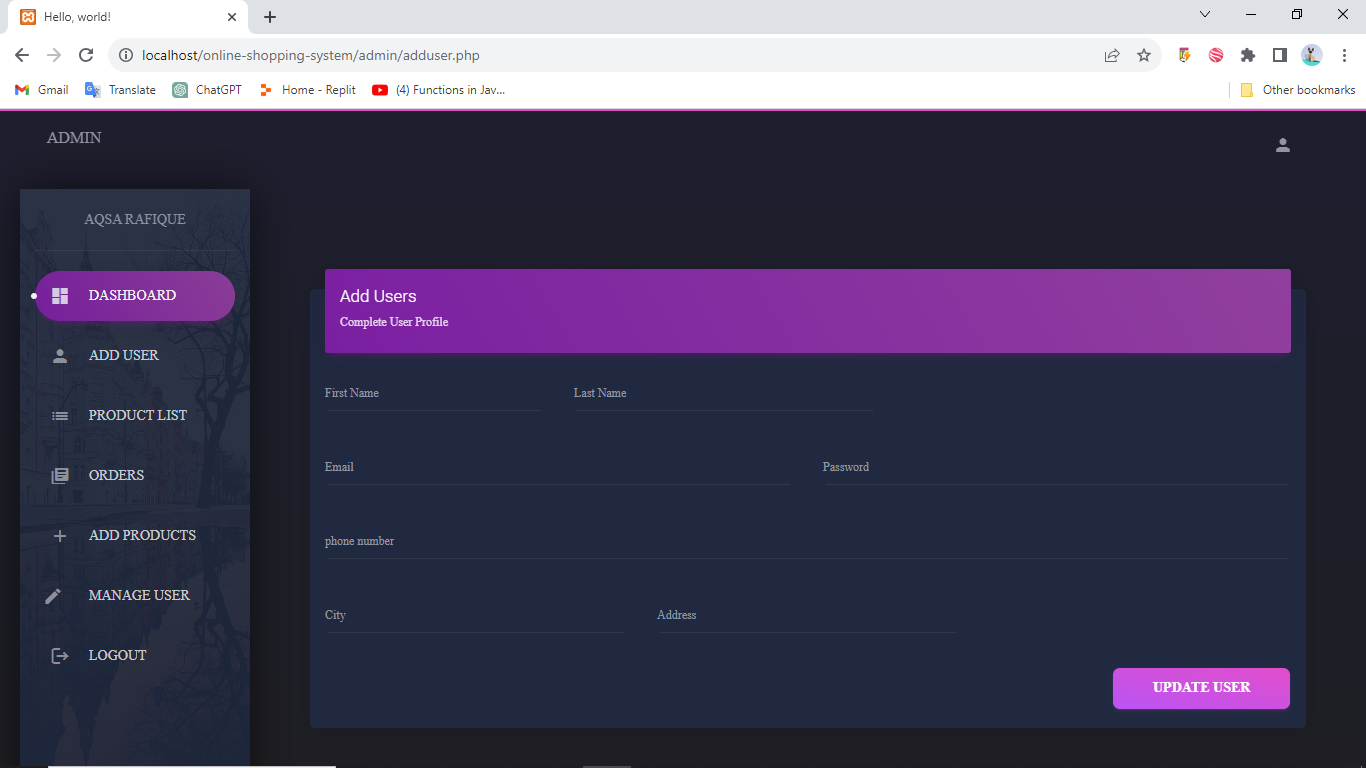 Hello, world!
localhost/online-shopping-system/admin/adduser.php
Gmail Translate ChatGPT Home - Replit (4) Functions in Jav... Other bookmarks
ADMIN
AQSA RAFIQUE
DASHBOARD
ADD USER
PRODUCT LIST
ORDERS
ADD PRODUCTS
MANAGE USER
LOGOUT
Add Users
Complete User Profile
First Name Last Name
Email Password
phone number
City Address
UPDATE USER